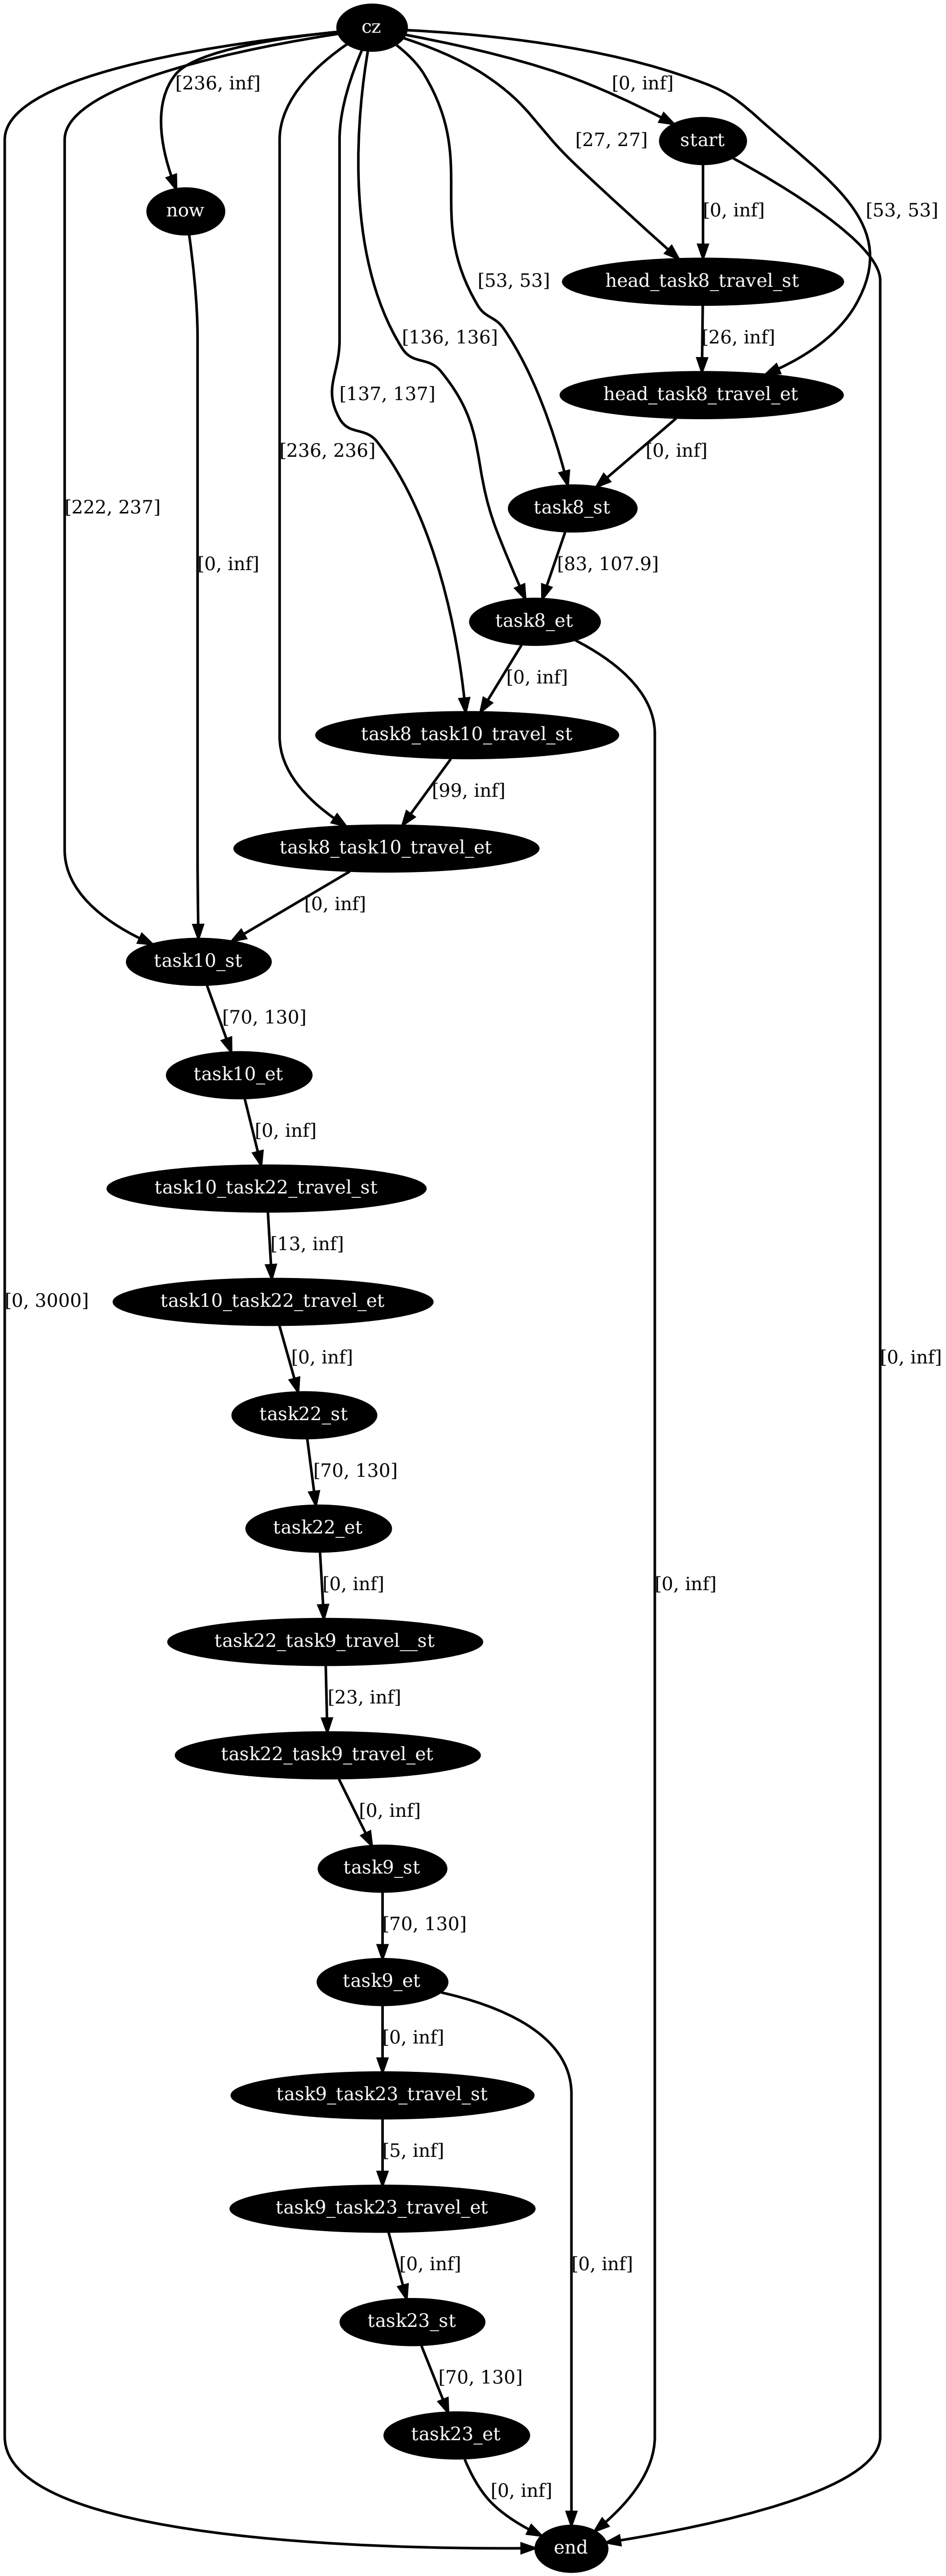 cz
[236, inf]
[0, inf]
start
[27, 27]
now
[0, inf]
[53, 53]
head_task8_travel_st
[53, 53]
[136, 136]
[26, inf]
[137, 137]
head_task8_travel_et
[236, 236]
[0, inf]
[222, 237]
task8_st
[0, inf]
[83, 107.9]
task8_et
[0, inf]
task8_task10_travel_st
[99, inf]
task8_task10_travel_et
[0, inf]
task10_st
[70, 130]
task10_et
[0, inf]
task10_task22_travel_st
[13, inf]
[0, 3000]
task10_task22_travel_et
[0, inf]
[0, inf]
task22_st
[70, 130]
task22_et
[0, inf]
[0, inf]
task22_task9_travel__st
[23, inf]
task22_task9_travel_et
[0, inf]
task9_st
[70, 130]
task9_et
[0, inf]
task9_task23_travel_st
[5, inf]
task9_task23_travel_et
[0, inf]
[0, inf]
task23_st
[70, 130]
task23_et
[0, inf]
end